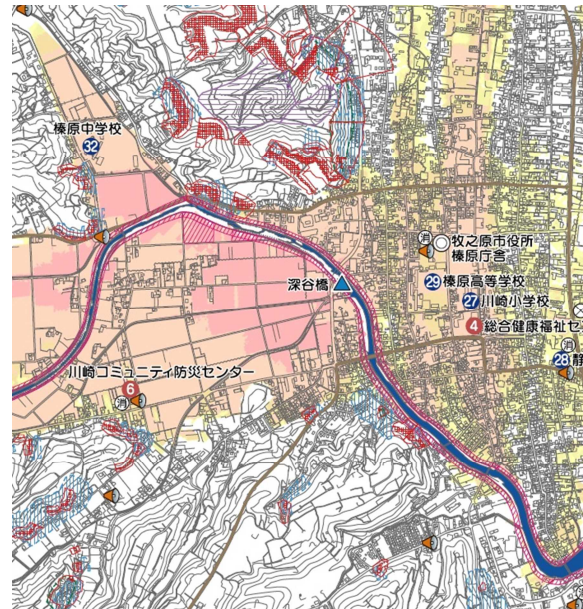 榛原中学校
32
消
牧之原市役所
榛原庁舎
29
榛原高等学校
深谷橋
27
川崎小学校
4
総合健康福祉セ
川崎コミュニティ防災センター
6
消
消
28
静